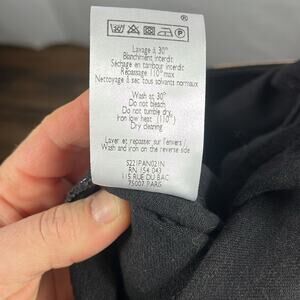 ®
Lavage à 30°
Blanchment interdit
Séchage en tambour interdit
Repassage 110° max
Nettoyage à sec tous solvants normaux
Wash at 30°
Do not bleach
Do not tumble dry
Iron low heat (110°)
Dry cleaning
Laver et repasser sur l'envers /
Wash and iron on the reverse side
S221PAN021N
RN 154 043
115 RUE DU BAC
75007 PARIS